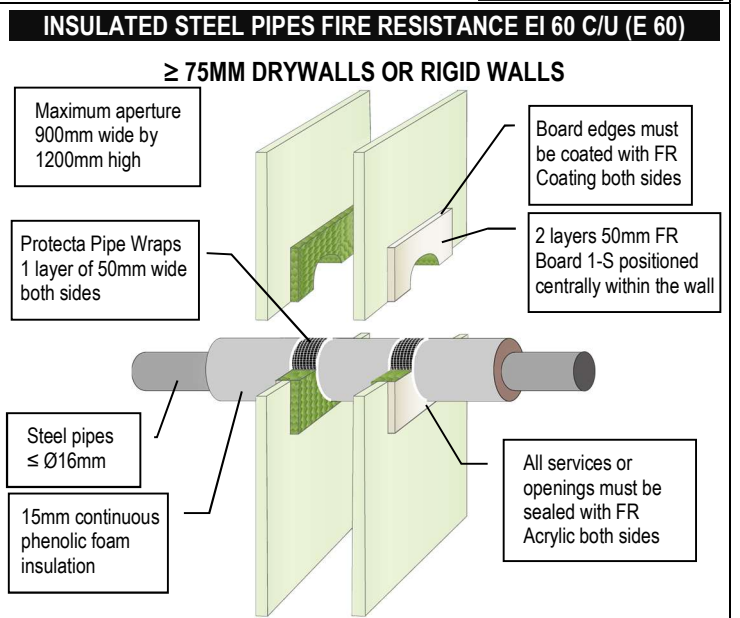 INSULATED STEEL PIPES FIRE RESISTANCE EI 60 C/U (E 60)
≥ 75MM DRYWALLS OR RIGID WALLS
Maximum aperture
900mm wide by
1200mm high
Board edges must
be coated with FR
Coating both sides
Protecta Pipe Wraps
1 layer of 50mm wide
both sides
2 layers 50mm FR
Board 1-S positioned
centrally within the wall
Steel pipes
≤ Ø16mm
15mm continuous
phenolic foam
insulation
All services or
openings must be
sealed with FR
Acrylic both sides